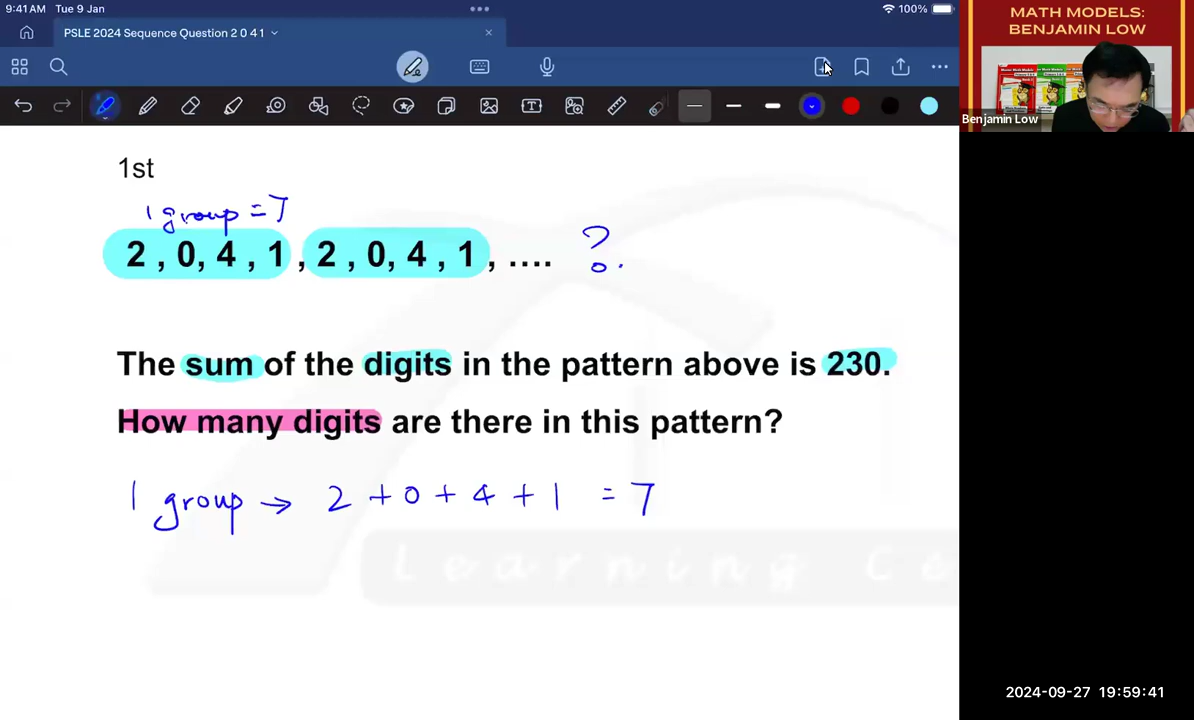 9:41 AM Tue 9 Jan
100%
PSLE 2024 Sequence Question 2 0 4 1
MATH MODELS:
BENJAMIN LOW
Benjamin Low
1st
1 group = 7
2 , 0, 4 , 1 , 2 , 0, 4 , 1 , .... ?
The sum of the digits in the pattern above is 230.
How many digits are there in this pattern?
1 group → 2 + 0 + 4 + 1 = 7
Learning Ce
2024-09-27 19:59:41